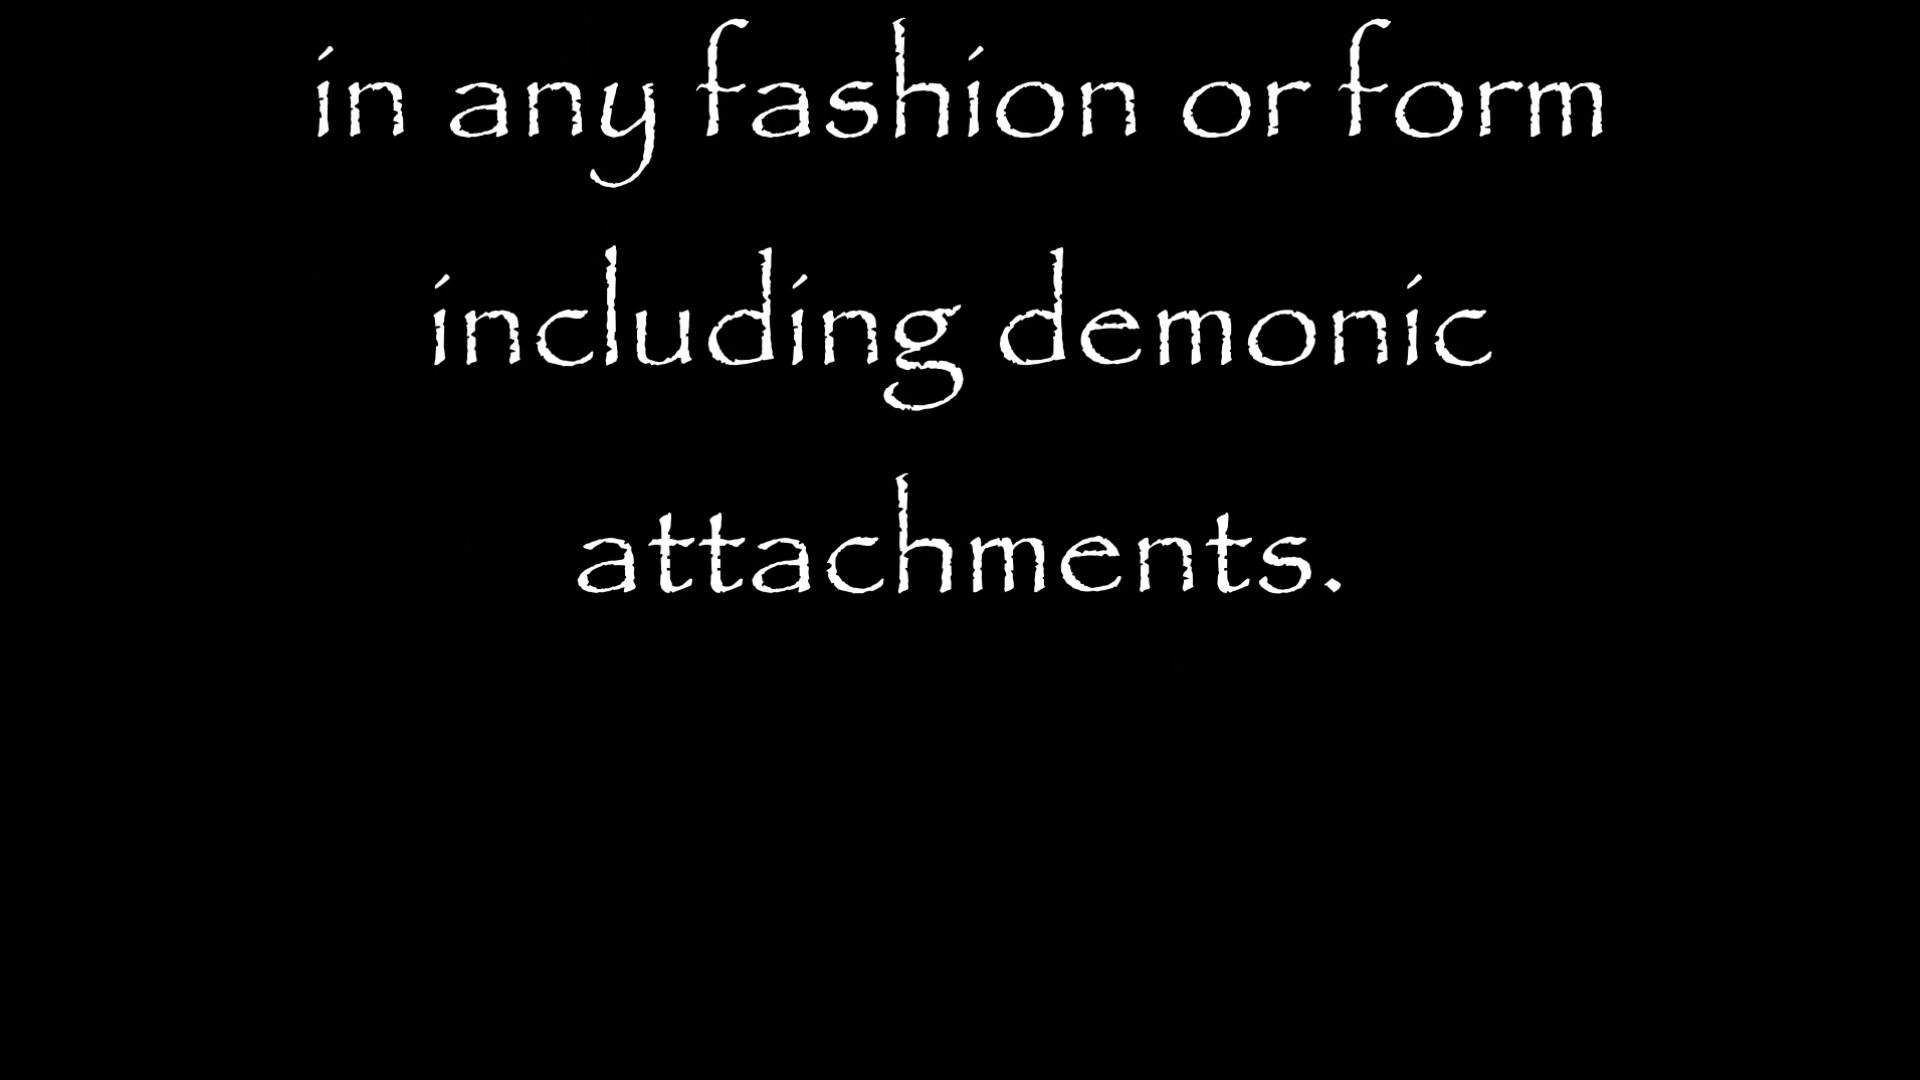 in any fashion or form
including demonic
attachments.